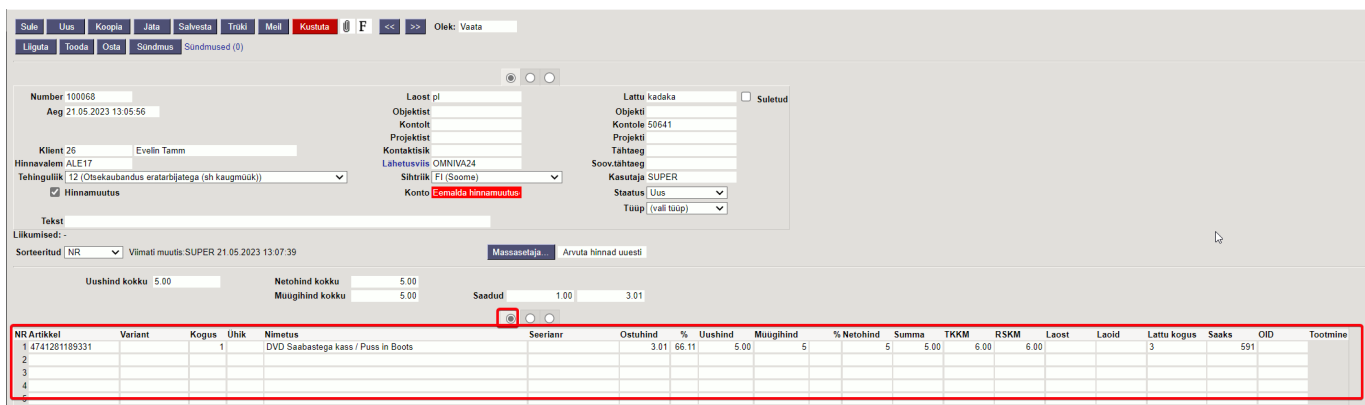 Sule Uus Koopia Jäta Salvesta Trüki Meil Kustuta F << >> Olek: Vaata
Liiguta Tooda Osta Sündmus Sündmused (0)
Number 100068 Laost pl Lattu kadaka Suletud
Aeg 21.05.2023 13:05:56 Objektist Objekti
Kontolt Kontole 50641
Projektist Projekti
Klient 26 Evelin Tamm Kontaktisik Tähtaeg
Hinnavalem ALE17 Lähetusviis OMNIVA24 Soov.tähtaeg
Tehinguliik 12 (Otsekaubandus eratarbijatega (sh kaugmüük)) Sihtriik FI (Soome) Kasutaja SUPER
Hinnamuutus Konto Eemalda hinnamuutus- Staatus Uus
Tüüp (vali tüüp)
Tekst
Liikumised: -
Sorteeritud NR Viimati muutis:SUPER 21.05.2023 13:07:39 Massasetaja... Arvuta hinnad uuesti
Uushind kokku 5.00 Netohind kokku 5.00
Müügihind kokku 5.00 Saadud 1.00 3.01
NR Artikkel Variant Kogus Ühik Nimetus Seerianr Ostuhind % Uushind Müügihind % Netohind Summa TKKM RSKM Laost Laoid Lattu kogus Saaks OID Tootmine
1 4741281189331 1 DVD Saabastega kass / Puss in Boots 3.01 66.11 5.00 5 5 5.00 6.00 6.00 3 591
2
3
4
5